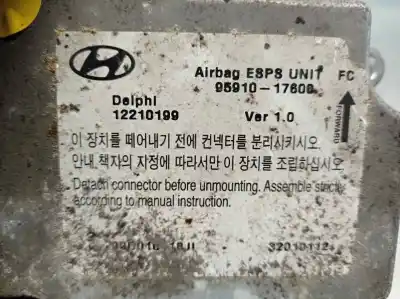 Airbag ESPS UNIT FC
95910-17600
Delphi
12210199 Ver 1.0
FORWARD
이 장치를 떼어내기 전에 컨넥터를 분리시키시오.
안내 책자의 지정에 따라서만 이 장치를 조립하십시오.
Detach connector before unmounting. Assemble strictly
according to manual instruction.